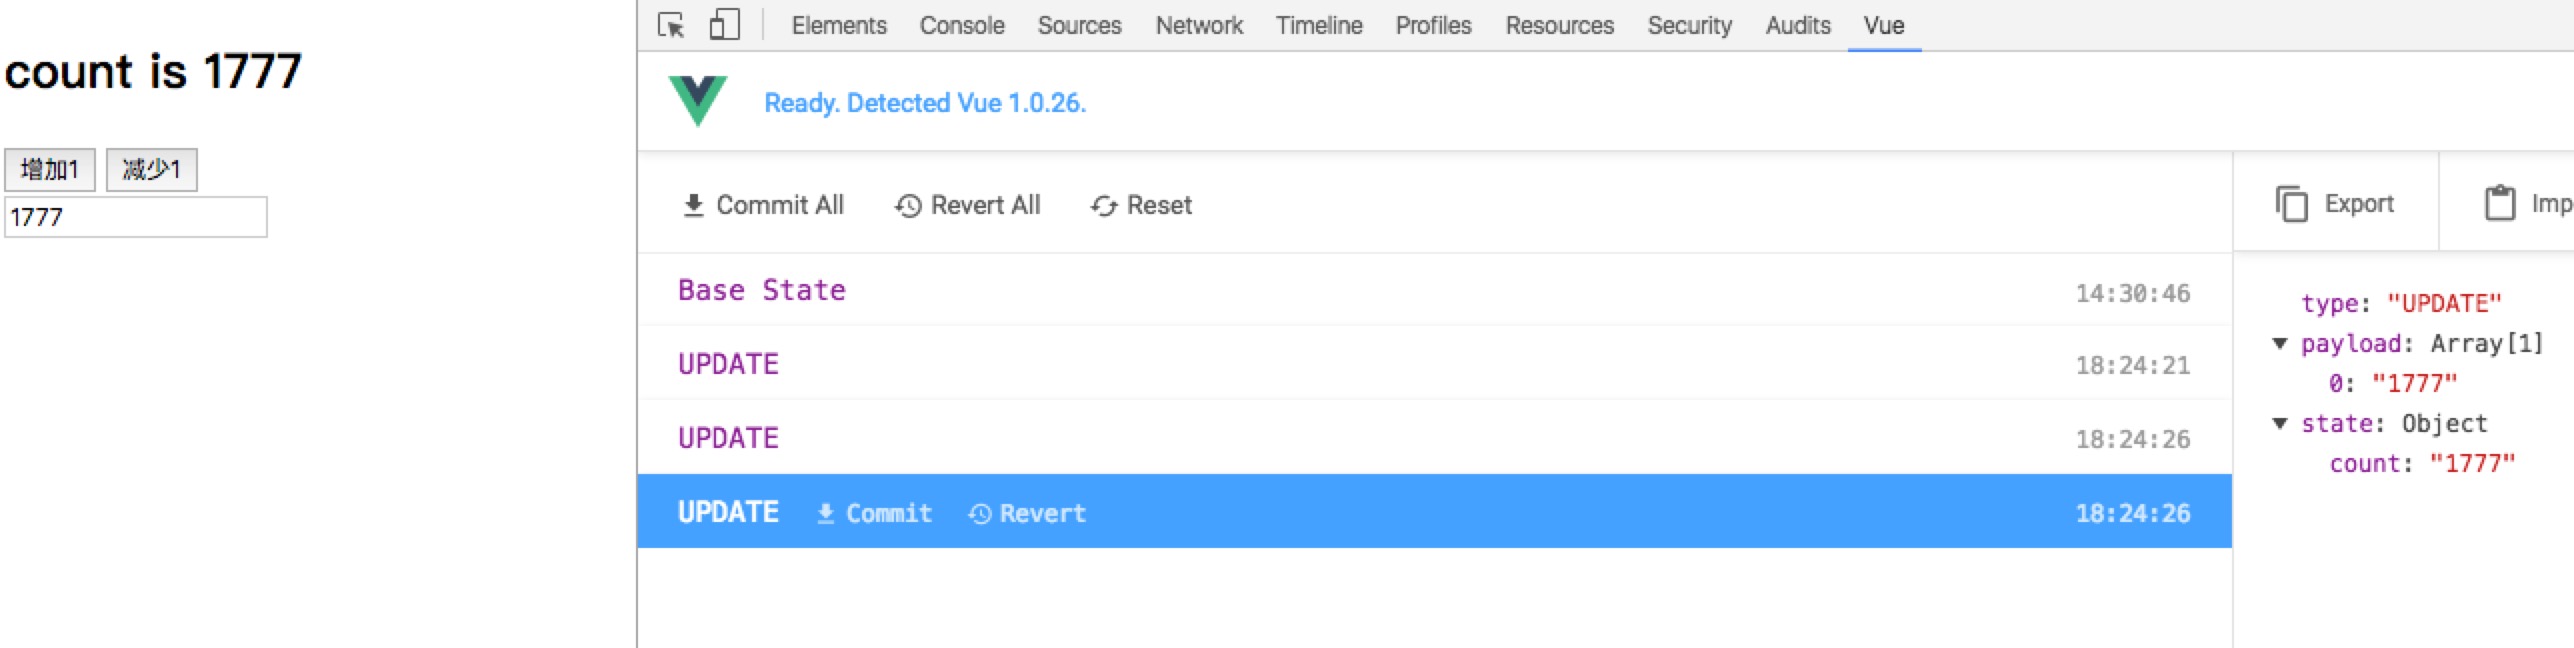 count is 1777
增加1 减少1
1777
Elements Console Sources Network Timeline Profiles Resources Security Audits Vue
Ready. Detected Vue 1.0.26.
Commit All Revert All Reset
Export Imp
Base State 14:30:46
UPDATE 18:24:21
UPDATE 18:24:26
UPDATE Commit Revert 18:24:26
type: "UPDATE"
payload: Array[1]
0: "1777"
state: Object
count: "1777"